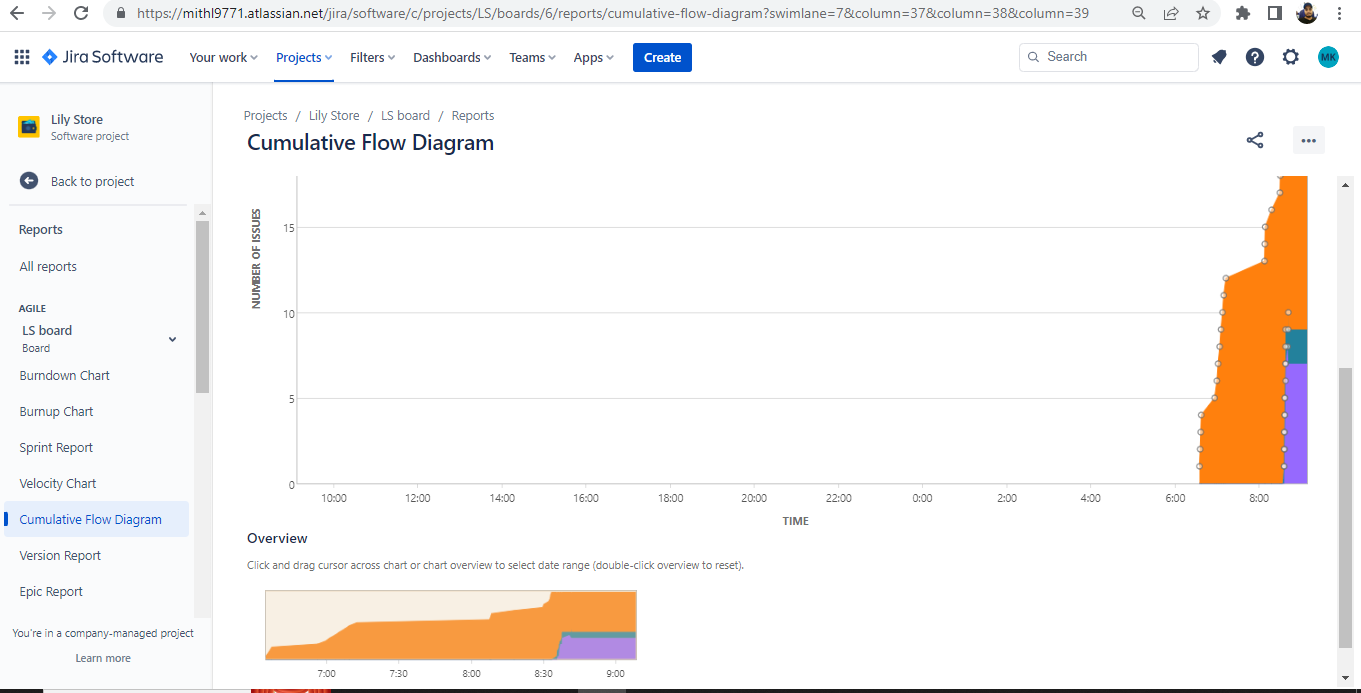 https://mithl9771.atlassian.net/jira/software/c/projects/LS/boards/6/reports/cumulative-flow-diagram?swimlane=7&column=37&column=38&column=39
Jira Software
Your work
Projects
Filters
Dashboards
Teams
Apps
Create
Search
MK
Lily Store
Software project
Back to project
Reports
All reports
AGILE
LS board
Board
Burndown Chart
Burnup Chart
Sprint Report
Velocity Chart
Cumulative Flow Diagram
Version Report
Epic Report
You're in a company-managed project
Learn more
Projects / Lily Store / LS board / Reports
Cumulative Flow Diagram
NUMBER OF ISSUES
15
10
5
0
10:00 12:00 14:00 16:00 18:00 20:00 22:00 0:00 2:00 4:00 6:00 8:00
TIME
Overview
Click and drag cursor across chart or chart overview to select date range (double-click overview to reset).
7:00 7:30 8:00 8:30 9:00